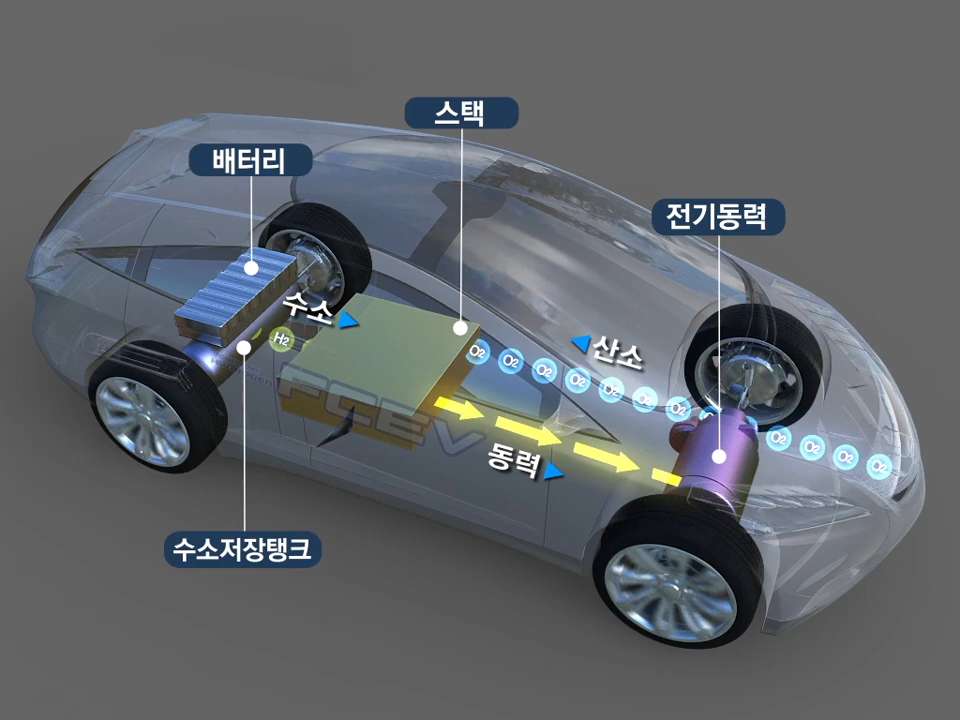 스택
배터리
전기동력
수소
H2
산소
O2 O2 O2 O2 O2 O2 O2
O2 O2 O2 O2
FCEV
동력
수소저장탱크